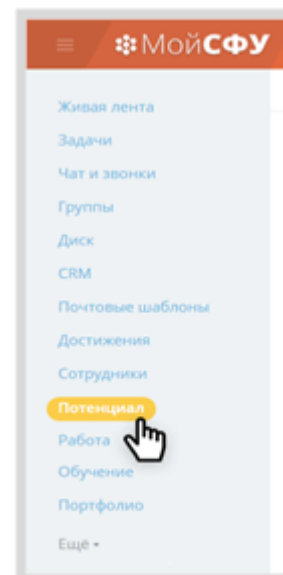 МойСФУ
Живая лента
Задачи
Чат и звонки
Группы
Диск
CRM
Почтовые шаблоны
Достижения
Сотрудники
Потенциал
Работа
Обучение
Портфолио
Ещё